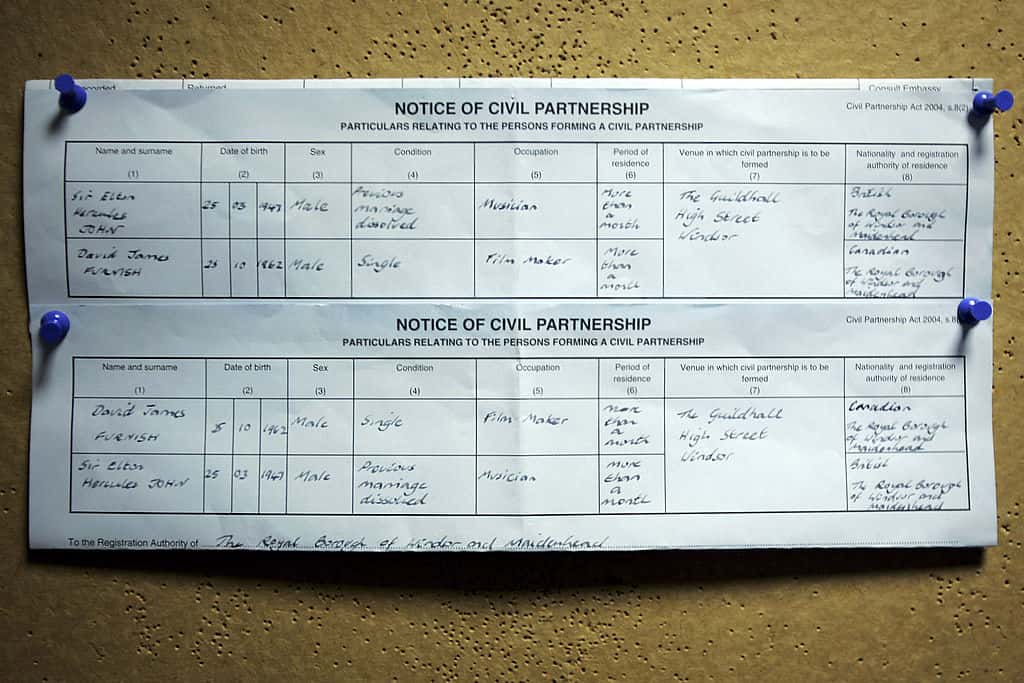 Recorded Returned Consult Embassy
NOTICE OF CIVIL PARTNERSHIP
Civil Partnership Act 2004, s.8(2)
PARTICULARS RELATING TO THE PERSONS FORMING A CIVIL PARTNERSHIP
Name and surname
(1)
Date of birth
(2)
Sex
(3)
Condition
(4)
Occupation
(5)
Period of
residence
(6)
Venue in which civil partnership is to be
formed
(7)
Nationality and registration
authority of residence
(8)
Sir Elton
Hercules
JOHN
25 03 1947
Male
Previous
marriage
dissolved
Musician
More
than
a
month
The Guildhall
High Street
Windsor
British
The Royal Borough
of Windsor and
Maidenhead
David James
FURNISH
25 10 1962
Male
Single
Film Maker
More
than
a
month
Canadian
The Royal Borough
of Windsor and
Maidenhead
NOTICE OF CIVIL PARTNERSHIP
Civil Partnership Act 2004, s.8
PARTICULARS RELATING TO THE PERSONS FORMING A CIVIL PARTNERSHIP
Name and surname
(1)
Date of birth
(2)
Sex
(3)
Condition
(4)
Occupation
(5)
Period of
residence
(6)
Venue in which civil partnership is to be
formed
(7)
Nationality and registration
authority of residence
(8)
David James
FURNISH
10 1962
Male
Single
Film Maker
more
than
a
month
The Guildhall
High Street
Windsor
Canadian
The Royal Borough
of Windsor and
Maidenhead
Sir Elton
Hercules JOHN
25 03 1947
Male
Previous
marriage
dissolved
Musician
more
than
a
month
British
The Royal Borough
of Windsor and
Maidenhead
To the Registration Authority of The Royal Borough of Windsor and Maidenhead